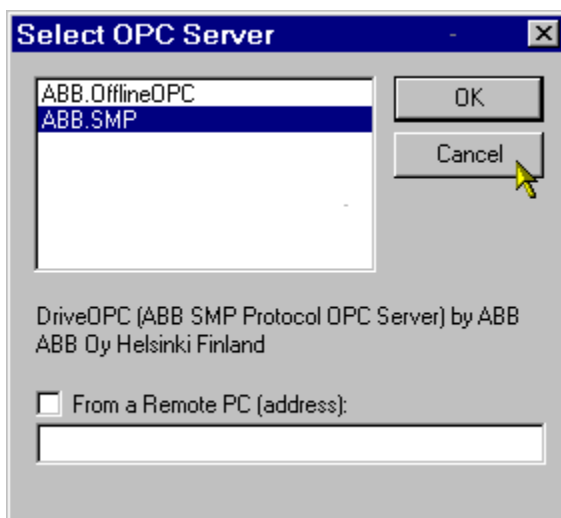 Select OPC Server
ABB.OfflineOPC
ABB.SMP
OK
Cancel
DriveOPC (ABB SMP Protocol OPC Server) by ABB
ABB Oy Helsinki Finland
From a Remote PC (address):